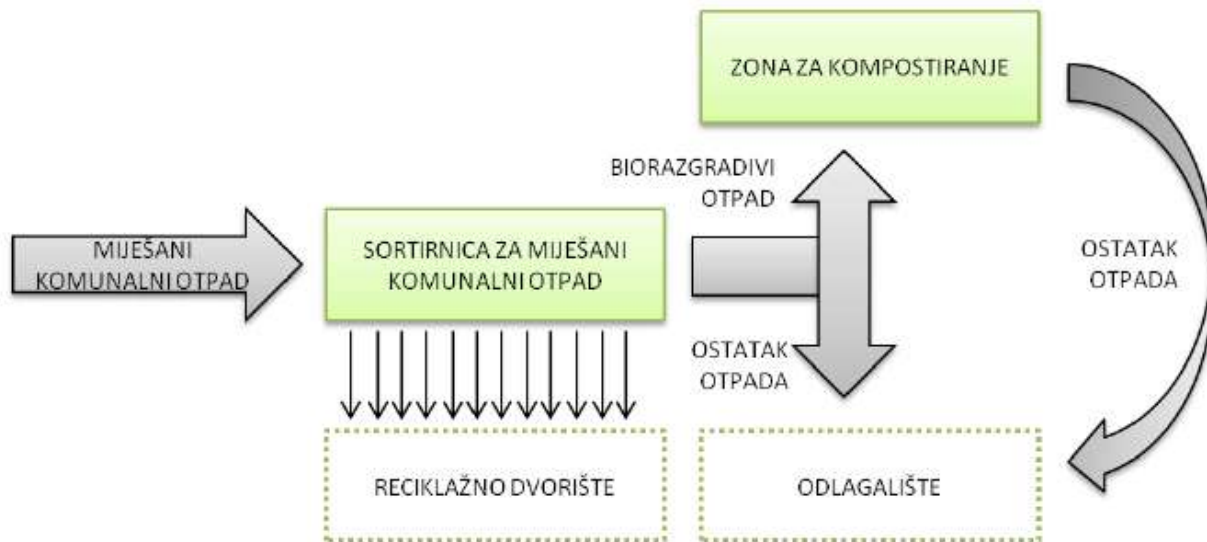 ZONA ZA KOMPOSTIRANJE
BIORAZGRADIVI
OTPAD
MIJEŠANI
KOMUNALNI OTPAD
SORTIRNICA ZA MIJEŠANI
KOMUNALNI OTPAD
OSTATAK
OTPADA
OSTATAK
OTPADA
RECIKLAŽNO DVORIŠTE
ODLAGALIŠTE